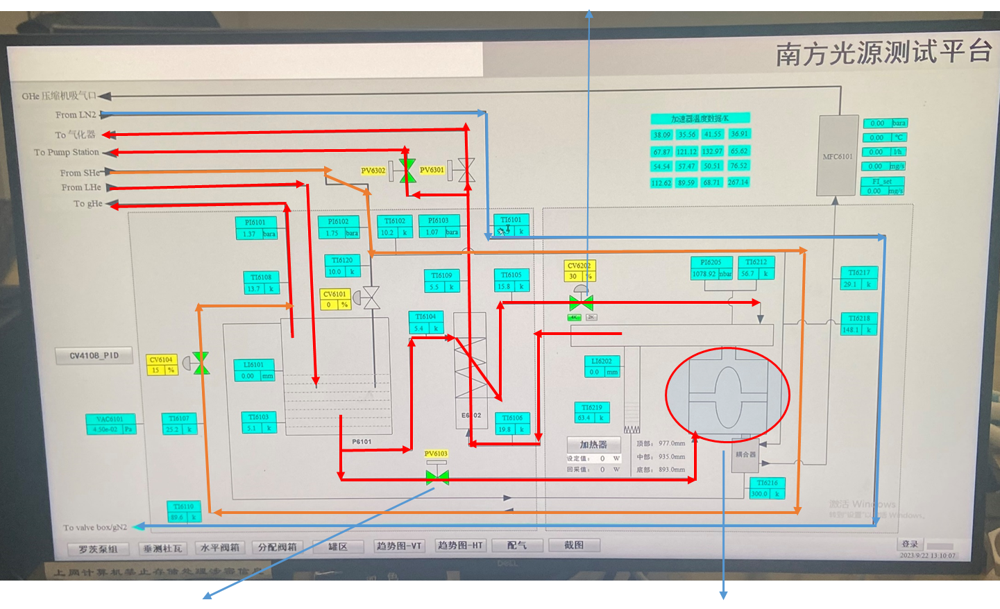 南方光源测试平台
GHe 压缩机吸气口
From LN2
To 气化器
To Pump Station
From SHe
From LHe
To gHe
PV6302
PV6301
加速器温度数据/K
38.09 35.56 41.55 36.91
67.87 121.12 132.97 65.62
54.54 57.47 50.51 76.52
112.62 89.59 68.71 267.14
MFC6101
0.00 bara
0.00 °C
0.00 l/h
0.00 mg/s
FI_set
0.00 mg/s
PI6101
1.37 bara
PI6102
1.75 bara
TI6102
10.2 k
PI6103
1.07 bara
TI6101
k
TI6120
10.0 k
TI6108
13.7 k
TI6109
5.5 k
TI6105
15.8 k
CV6202
30 %
4K 2K
PI6205
1078.92 mbar
TI6212
56.7 k
TI6217
29.1 k
CV6101
0 %
TI6104
5.4 k
TI6218
148.1 k
CV4108_PID
CV6104
15 %
LI6101
0.00 mm
LI6202
0.0 mm
VAC6101
4.50e-02 Pa
TI6107
25.2 k
TI6103
5.1 k
P6101
E6102
TI6106
19.8 k
TI6219
63.4 k
加热器
设定值： 0 W
回采值： 0 W
顶部： 977.0mm
中部： 935.0mm
底部： 893.0mm
耦合器
PV6103
TI6216
300.0 k
TI6110
89.6 k
To valve box/gN2
激活 Windows
罗茨泵组
垂测杜瓦
水平阀箱
分配阀箱
罐区
趋势图-VT
趋势图-HT
配气
截图
登录
2023/9/22 13:10:07
DELL
上网计算机禁止存储处理涉密信息